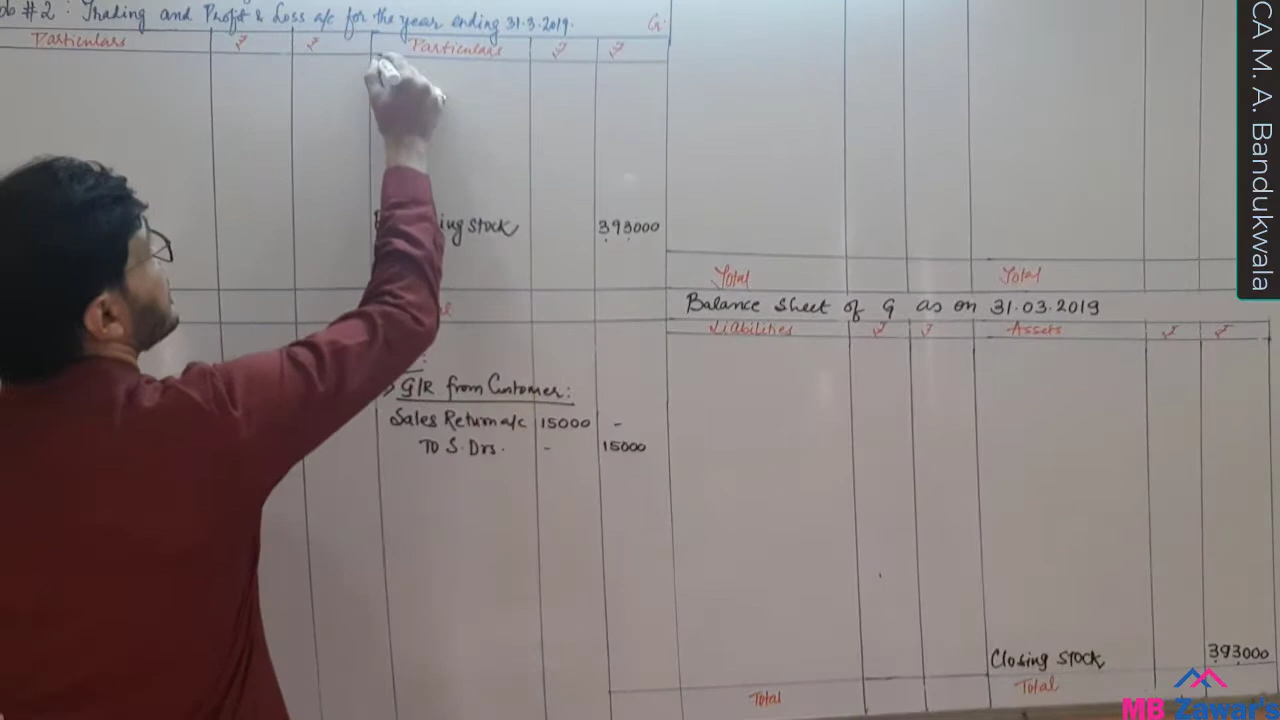 #2: Trading and Profit & Loss a/c for the year ending 31-3-2019.
Particulars ₹ ₹ Particulars ₹ ₹
stock 393000
G/R from Customer:
Sales Return a/c 15000 -
To S. Drs. - 15000
Total Total
Balance Sheet of G as on 31.03.2019
Liabilities ₹ ₹ Assets ₹ ₹
Closing stock 393000
Total Total
CA M. A. Bandukwala
MB Zawar's